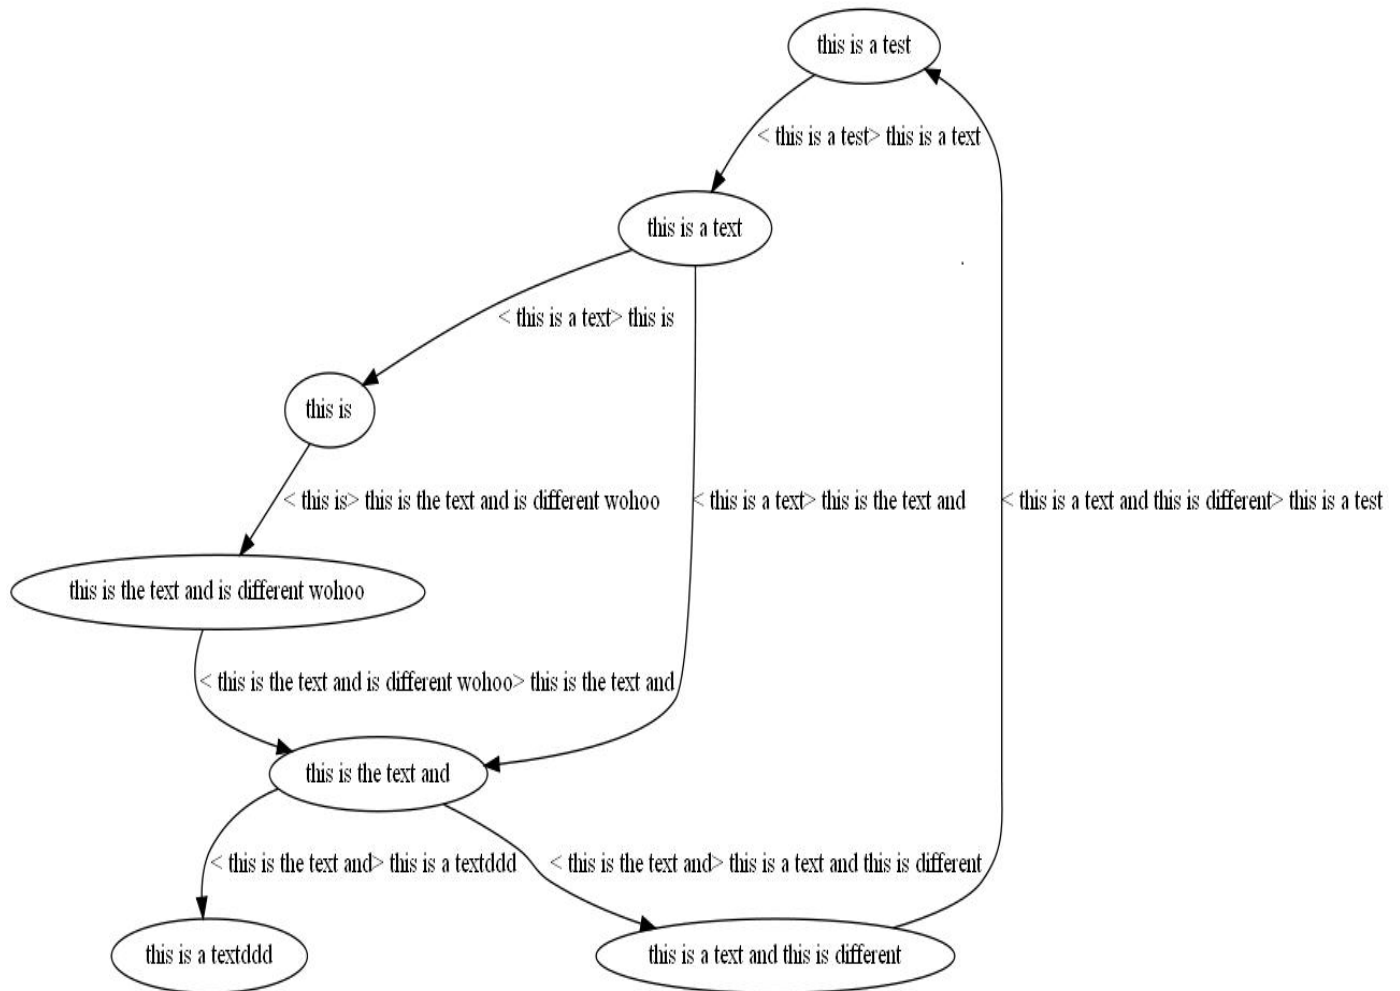 this is a test
< this is a test> this is a text
this is a text
< this is a text> this is
this is
< this is> this is the text and is different wohoo
< this is a text> this is the text and
< this is a text and this is different> this is a test
this is the text and is different wohoo
< this is the text and is different wohoo> this is the text and
this is the text and
< this is the text and> this is a textddd
< this is the text and> this is a text and this is different
this is a textddd
this is a text and this is different